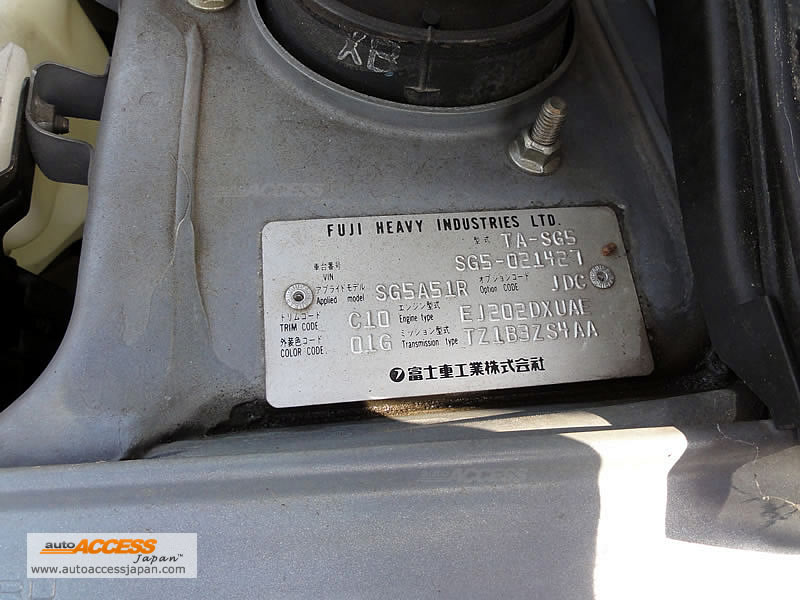 XB
autoACCESS
FUJI HEAVY INDUSTRIES LTD.
型式 TA-SG5
車台番号 VIN SG5-021427
アプライドモデル Applied model SG5A51R オプションコード Option CODE JDC
トリムコード TRIM CODE C10 エンジン型式 Engine type EJ202DXUAE
外装色コード COLOR CODE 01G ミッション型式 Transmission type TZ1B3ZS4AA
富士重工業株式会社
autoACCESS
autoACCESS
Japan™
www.autoaccessjapan.com